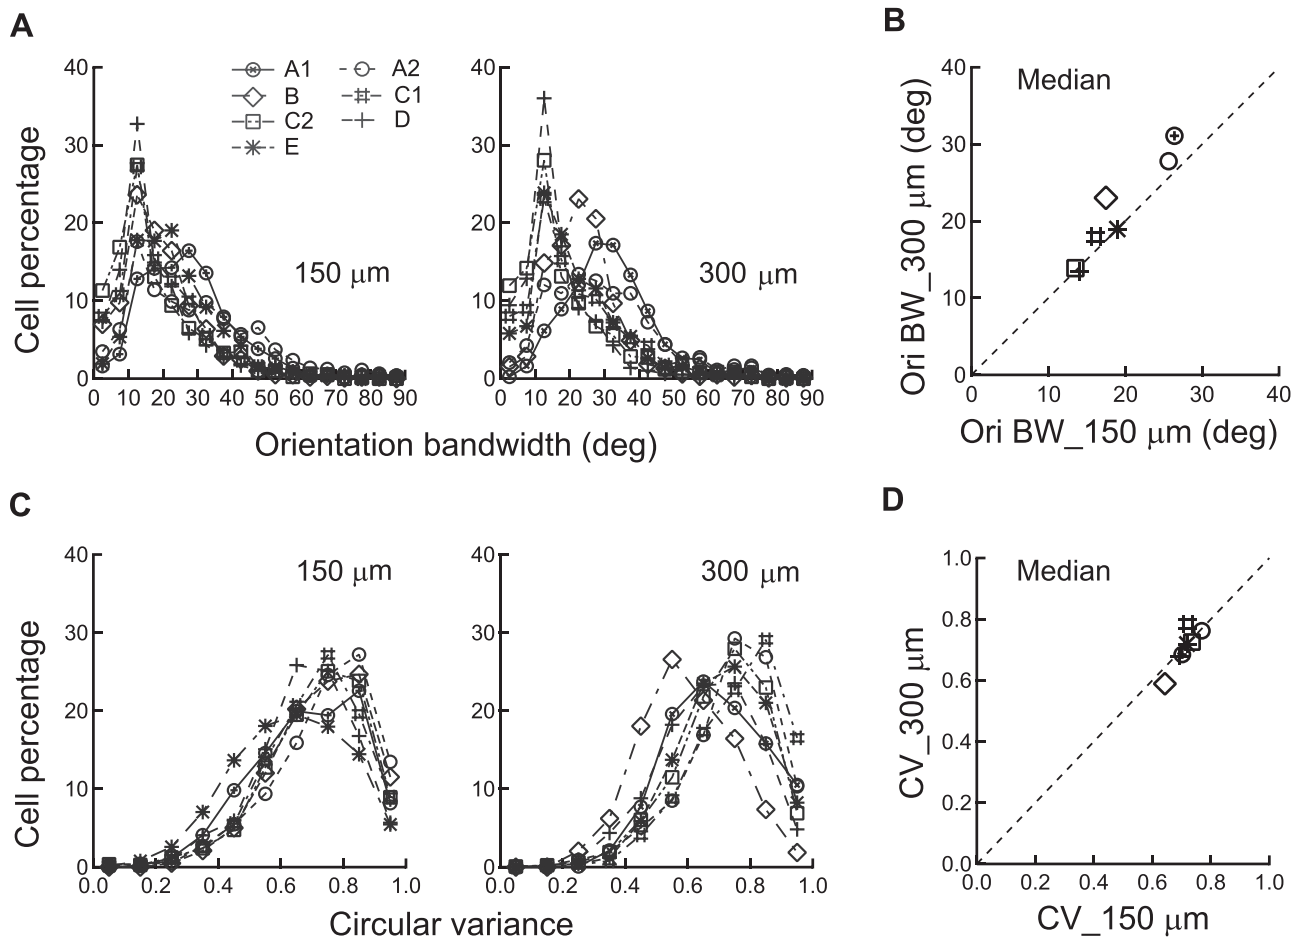 A
B
40
30
20
10
0
Cell percentage
A1
A2
B
C1
C2
D
E
150 μm
0 10 20 30 40 50 60 70 80 90
40
30
20
10
0
300 μm
0 10 20 30 40 50 60 70 80 90
Orientation bandwidth (deg)
Median
40
30
20
10
0
Ori BW_300 μm (deg)
0 10 20 30 40
Ori BW_150 μm (deg)
C
D
40
30
20
10
0
Cell percentage
150 μm
0.0 0.2 0.4 0.6 0.8 1.0
40
30
20
10
0
300 μm
0.0 0.2 0.4 0.6 0.8 1.0
Circular variance
Median
1.0
0.8
0.6
0.4
0.2
0.0
CV_300 μm
0.0 0.2 0.4 0.6 0.8 1.0
CV_150 μm